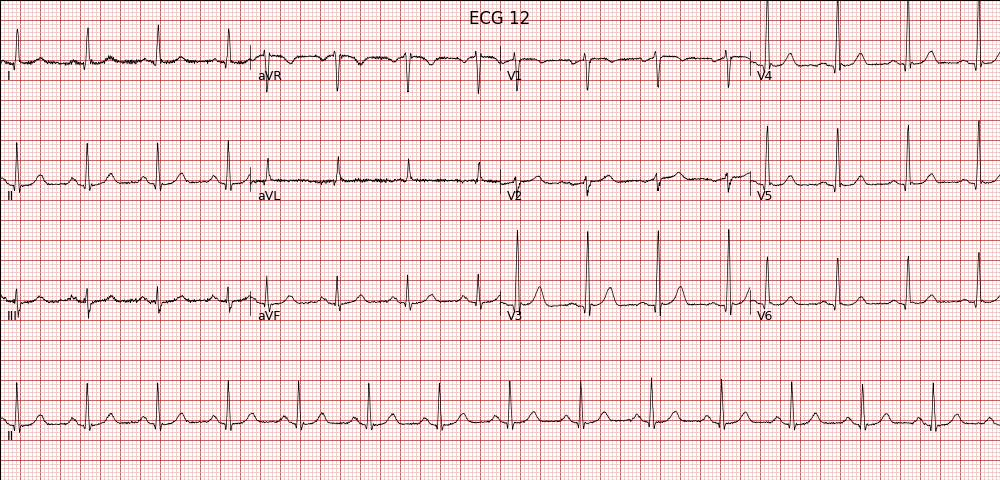 ECG 12
I aVR V1 V4
II aVL V2 V5
III aVF V3 V6
II